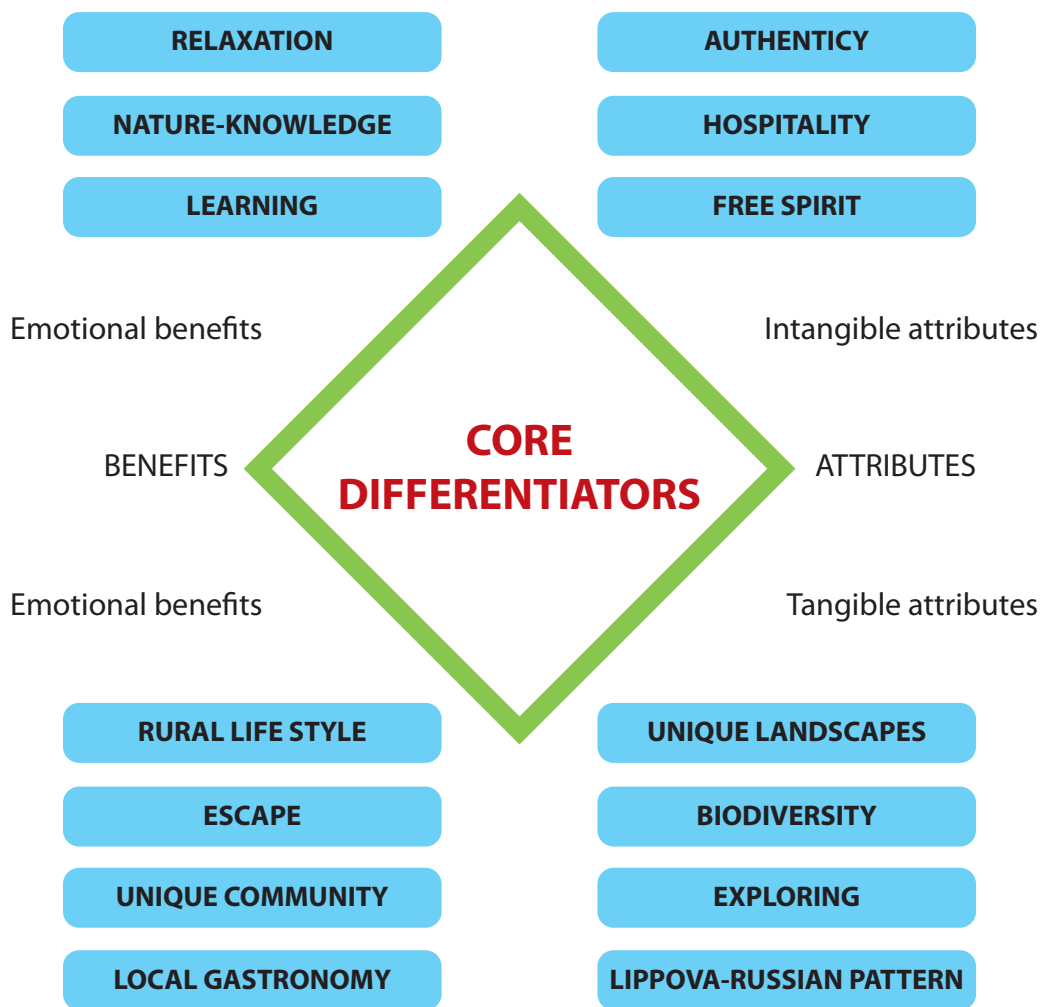 RELAXATION
AUTHENTICY
NATURE-KNOWLEDGE
HOSPITALITY
LEARNING
FREE SPIRIT
Emotional benefits
Intangible attributes
BENEFITS
CORE
DIFFERENTIATORS
ATTRIBUTES
Emotional benefits
Tangible attributes
RURAL LIFE STYLE
UNIQUE LANDSCAPES
ESCAPE
BIODIVERSITY
UNIQUE COMMUNITY
EXPLORING
LOCAL GASTRONOMY
LIPPOVA-RUSSIAN PATTERN